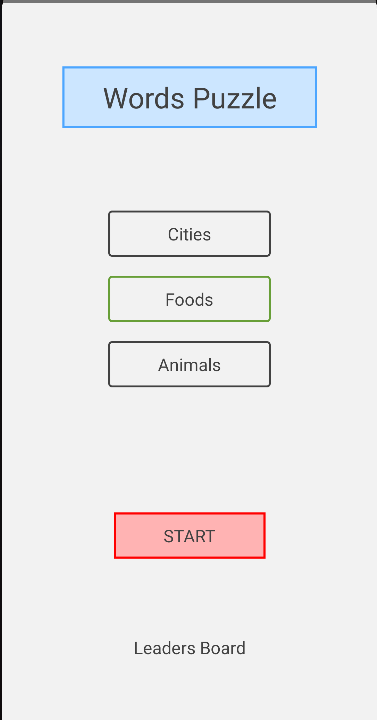 Words Puzzle
Cities
Foods
Animals
START
Leaders Board